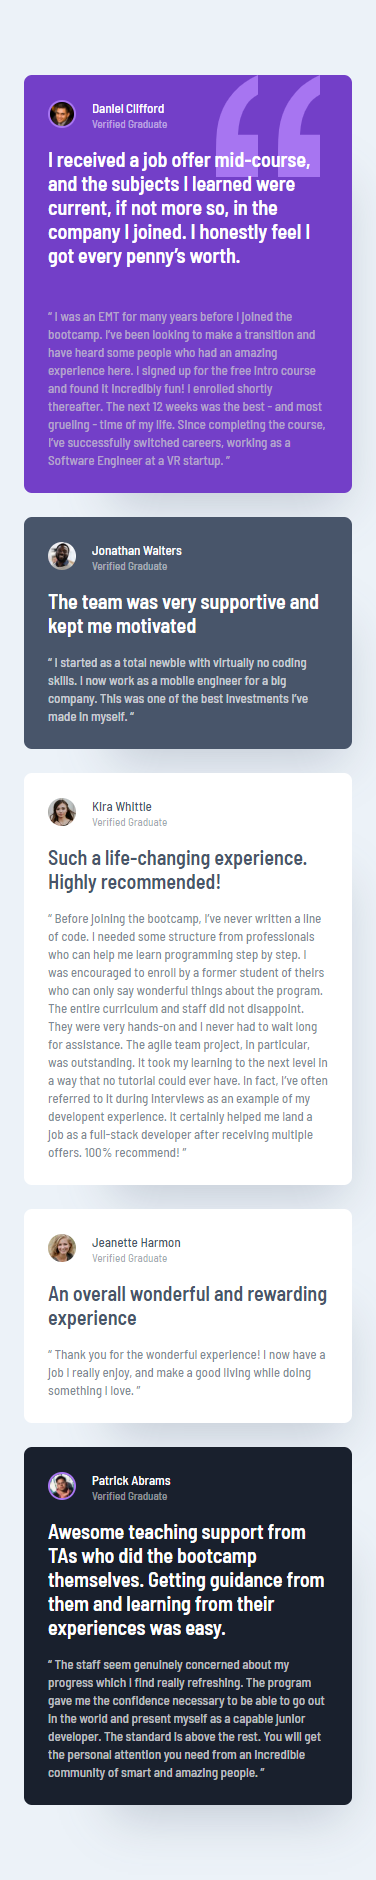 Daniel Clifford
Verified Graduate
I received a job offer mid-course,
and the subjects I learned were
current, if not more so, in the
company I joined. I honestly feel I
got every penny’s worth.
“ I was an EMT for many years before I joined the
bootcamp. I’ve been looking to make a transition and
have heard some people who had an amazing
experience here. I signed up for the free intro course
and found it incredibly fun! I enrolled shortly
thereafter. The next 12 weeks was the best - and most
grueling - time of my life. Since completing the course,
I’ve successfully switched careers, working as a
Software Engineer at a VR startup. ”
Jonathan Walters
Verified Graduate
The team was very supportive and
kept me motivated
“ I started as a total newbie with virtually no coding
skills. I now work as a mobile engineer for a big
company. This was one of the best investments I’ve
made in myself. “
Kira Whittle
Verified Graduate
Such a life-changing experience.
Highly recommended!
“ Before joining the bootcamp, I’ve never written a line
of code. I needed some structure from professionals
who can help me learn programming step by step. I
was encouraged to enroll by a former student of theirs
who can only say wonderful things about the program.
The entire curriculum and staff did not disappoint.
They were very hands-on and I never had to wait long
for assistance. The agile team project, in particular,
was outstanding. It took my learning to the next level in
a way that no tutorial could ever have. In fact, I’ve often
referred to it during interviews as an example of my
developent experience. It certainly helped me land a
job as a full-stack developer after receiving multiple
offers. 100% recommend! ”
Jeanette Harmon
Verified Graduate
An overall wonderful and rewarding
experience
“ Thank you for the wonderful experience! I now have a
job I really enjoy, and make a good living while doing
something I love. ”
Patrick Abrams
Verified Graduate
Awesome teaching support from
TAs who did the bootcamp
themselves. Getting guidance from
them and learning from their
experiences was easy.
“ The staff seem genuinely concerned about my
progress which I find really refreshing. The program
gave me the confidence necessary to be able to go out
in the world and present myself as a capable junior
developer. The standard is above the rest. You will get
the personal attention you need from an incredible
community of smart and amazing people. ”